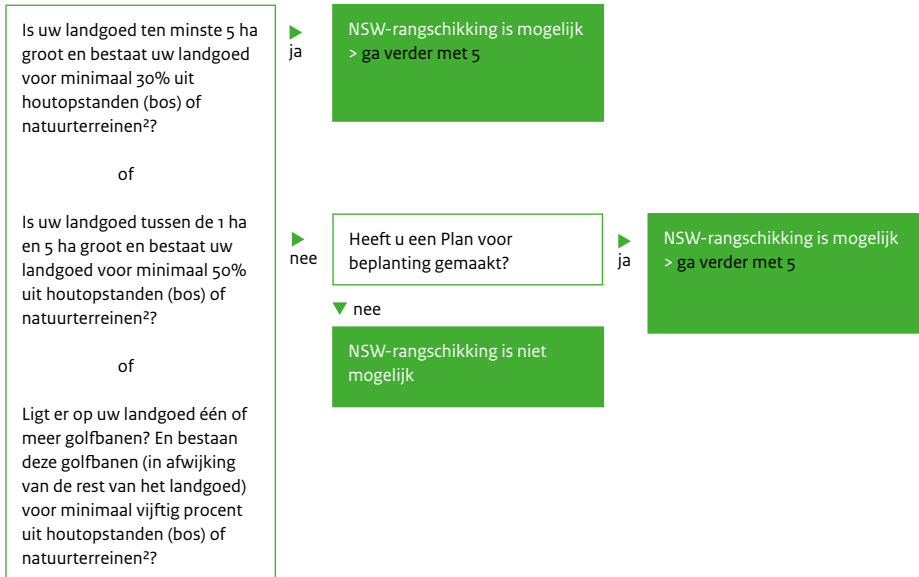 Is uw landgoed ten minste 5 ha
groot en bestaat uw landgoed
voor minimaal 30% uit
houtopstanden (bos) of
natuurterreinen²?
of
Is uw landgoed tussen de 1 ha
en 5 ha groot en bestaat uw
landgoed voor minimaal 50%
uit houtopstanden (bos) of
natuurterreinen²?
of
Ligt er op uw landgoed één of
meer golfbanen? En bestaan
deze golfbanen (in afwijking
van de rest van het landgoed)
voor minimaal vijftig procent
uit houtopstanden (bos) of
natuurterreinen²?
ja
NSW-rangschikking is mogelijk
> ga verder met 5
nee
Heeft u een Plan voor
beplanting gemaakt?
ja
NSW-rangschikking is mogelijk
> ga verder met 5
nee
NSW-rangschikking is niet
mogelijk